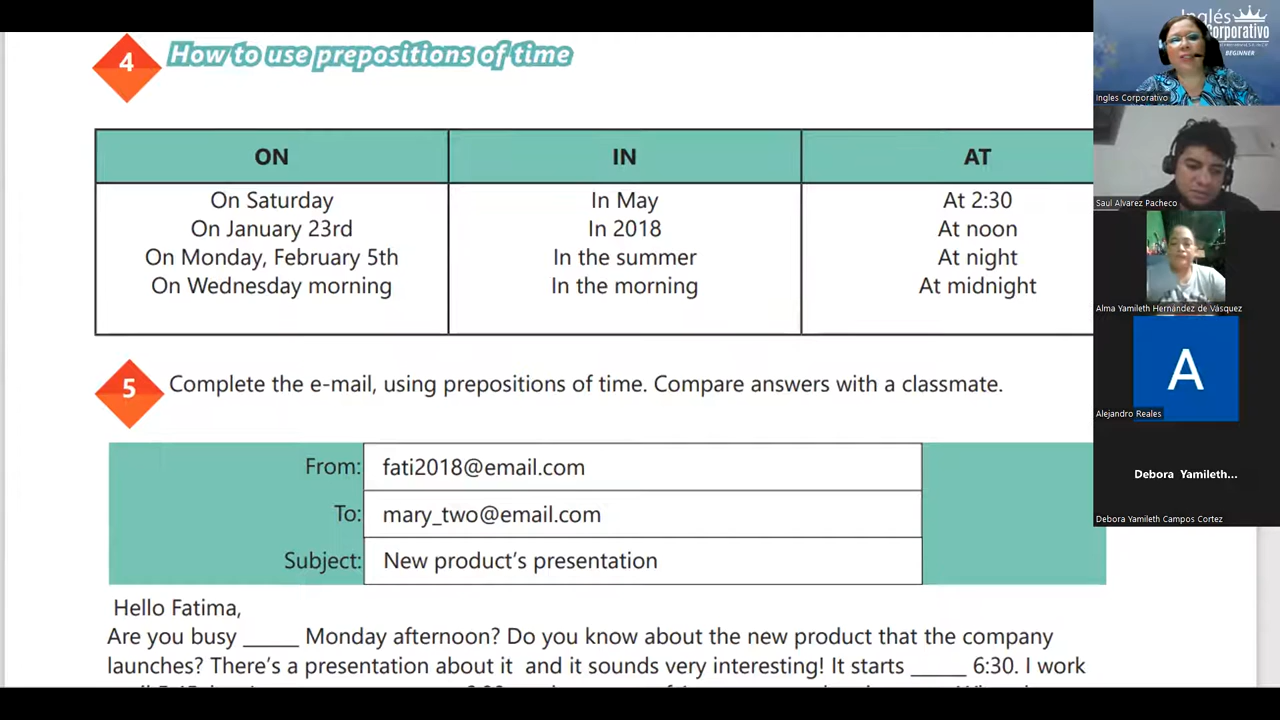 4
How to use prepositions of time
ON IN AT
On Saturday In May At 2:30
On January 23rd In 2018 At noon
On Monday, February 5th In the summer At night
On Wednesday morning In the morning At midnight
5
Complete the e-mail, using prepositions of time. Compare answers with a classmate.
From: fati2018@email.com
To: mary_two@email.com
Subject: New product's presentation
Hello Fatima,
Are you busy _____ Monday afternoon? Do you know about the new product that the company
launches? There's a presentation about it and it sounds very interesting! It starts _____ 6:30. I work
Inglés
Corporativo
BEGINNER
Ingles Corporativo
Saul Alvarez Pacheco
Alma Yamileth Hernández de Vásquez
A
Alejandro Reales
Debora Yamileth...
Debora Yamileth Campos Cortez